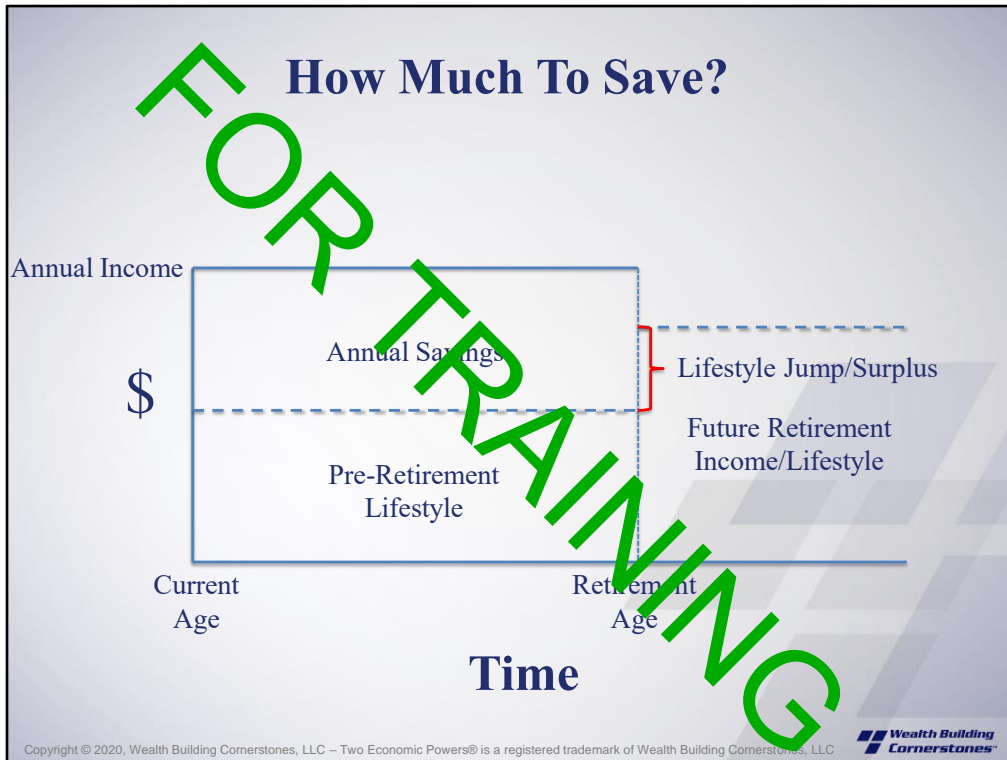 How Much To Save?
FOR TRAINING
Annual Income
Annual Savings
Lifestyle Jump/Surplus
$
Future Retirement
Income/Lifestyle
Pre-Retirement
Lifestyle
Current
Age
Retirement
Age
Time
Copyright © 2020, Wealth Building Cornerstones, LLC – Two Economic Powers® is a registered trademark of Wealth Building Cornerstones, LLC
Wealth Building
Cornerstones™